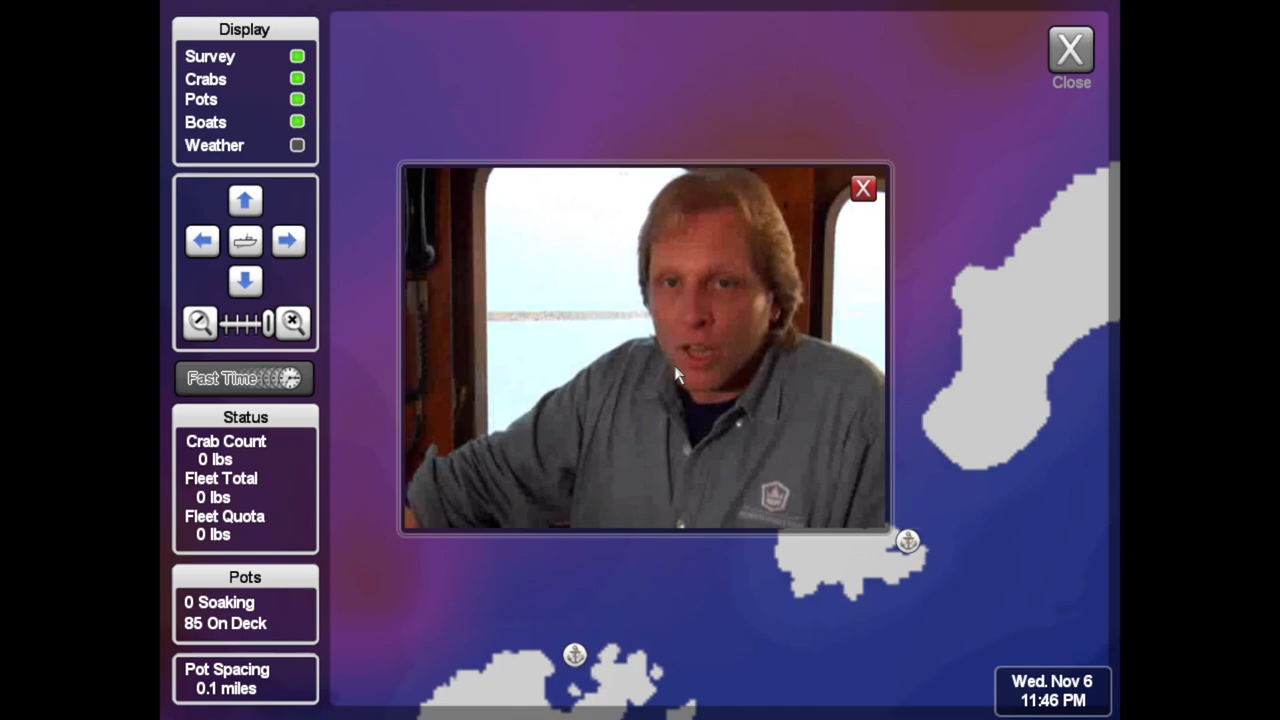 Display
Survey
Crabs
Pots
Boats
Weather
Fast Time
Status
Crab Count
0 lbs
Fleet Total
0 lbs
Fleet Quota
0 lbs
Pots
0 Soaking
85 On Deck
Pot Spacing
0.1 miles
X
Close
X
Wed. Nov 6
11:46 PM